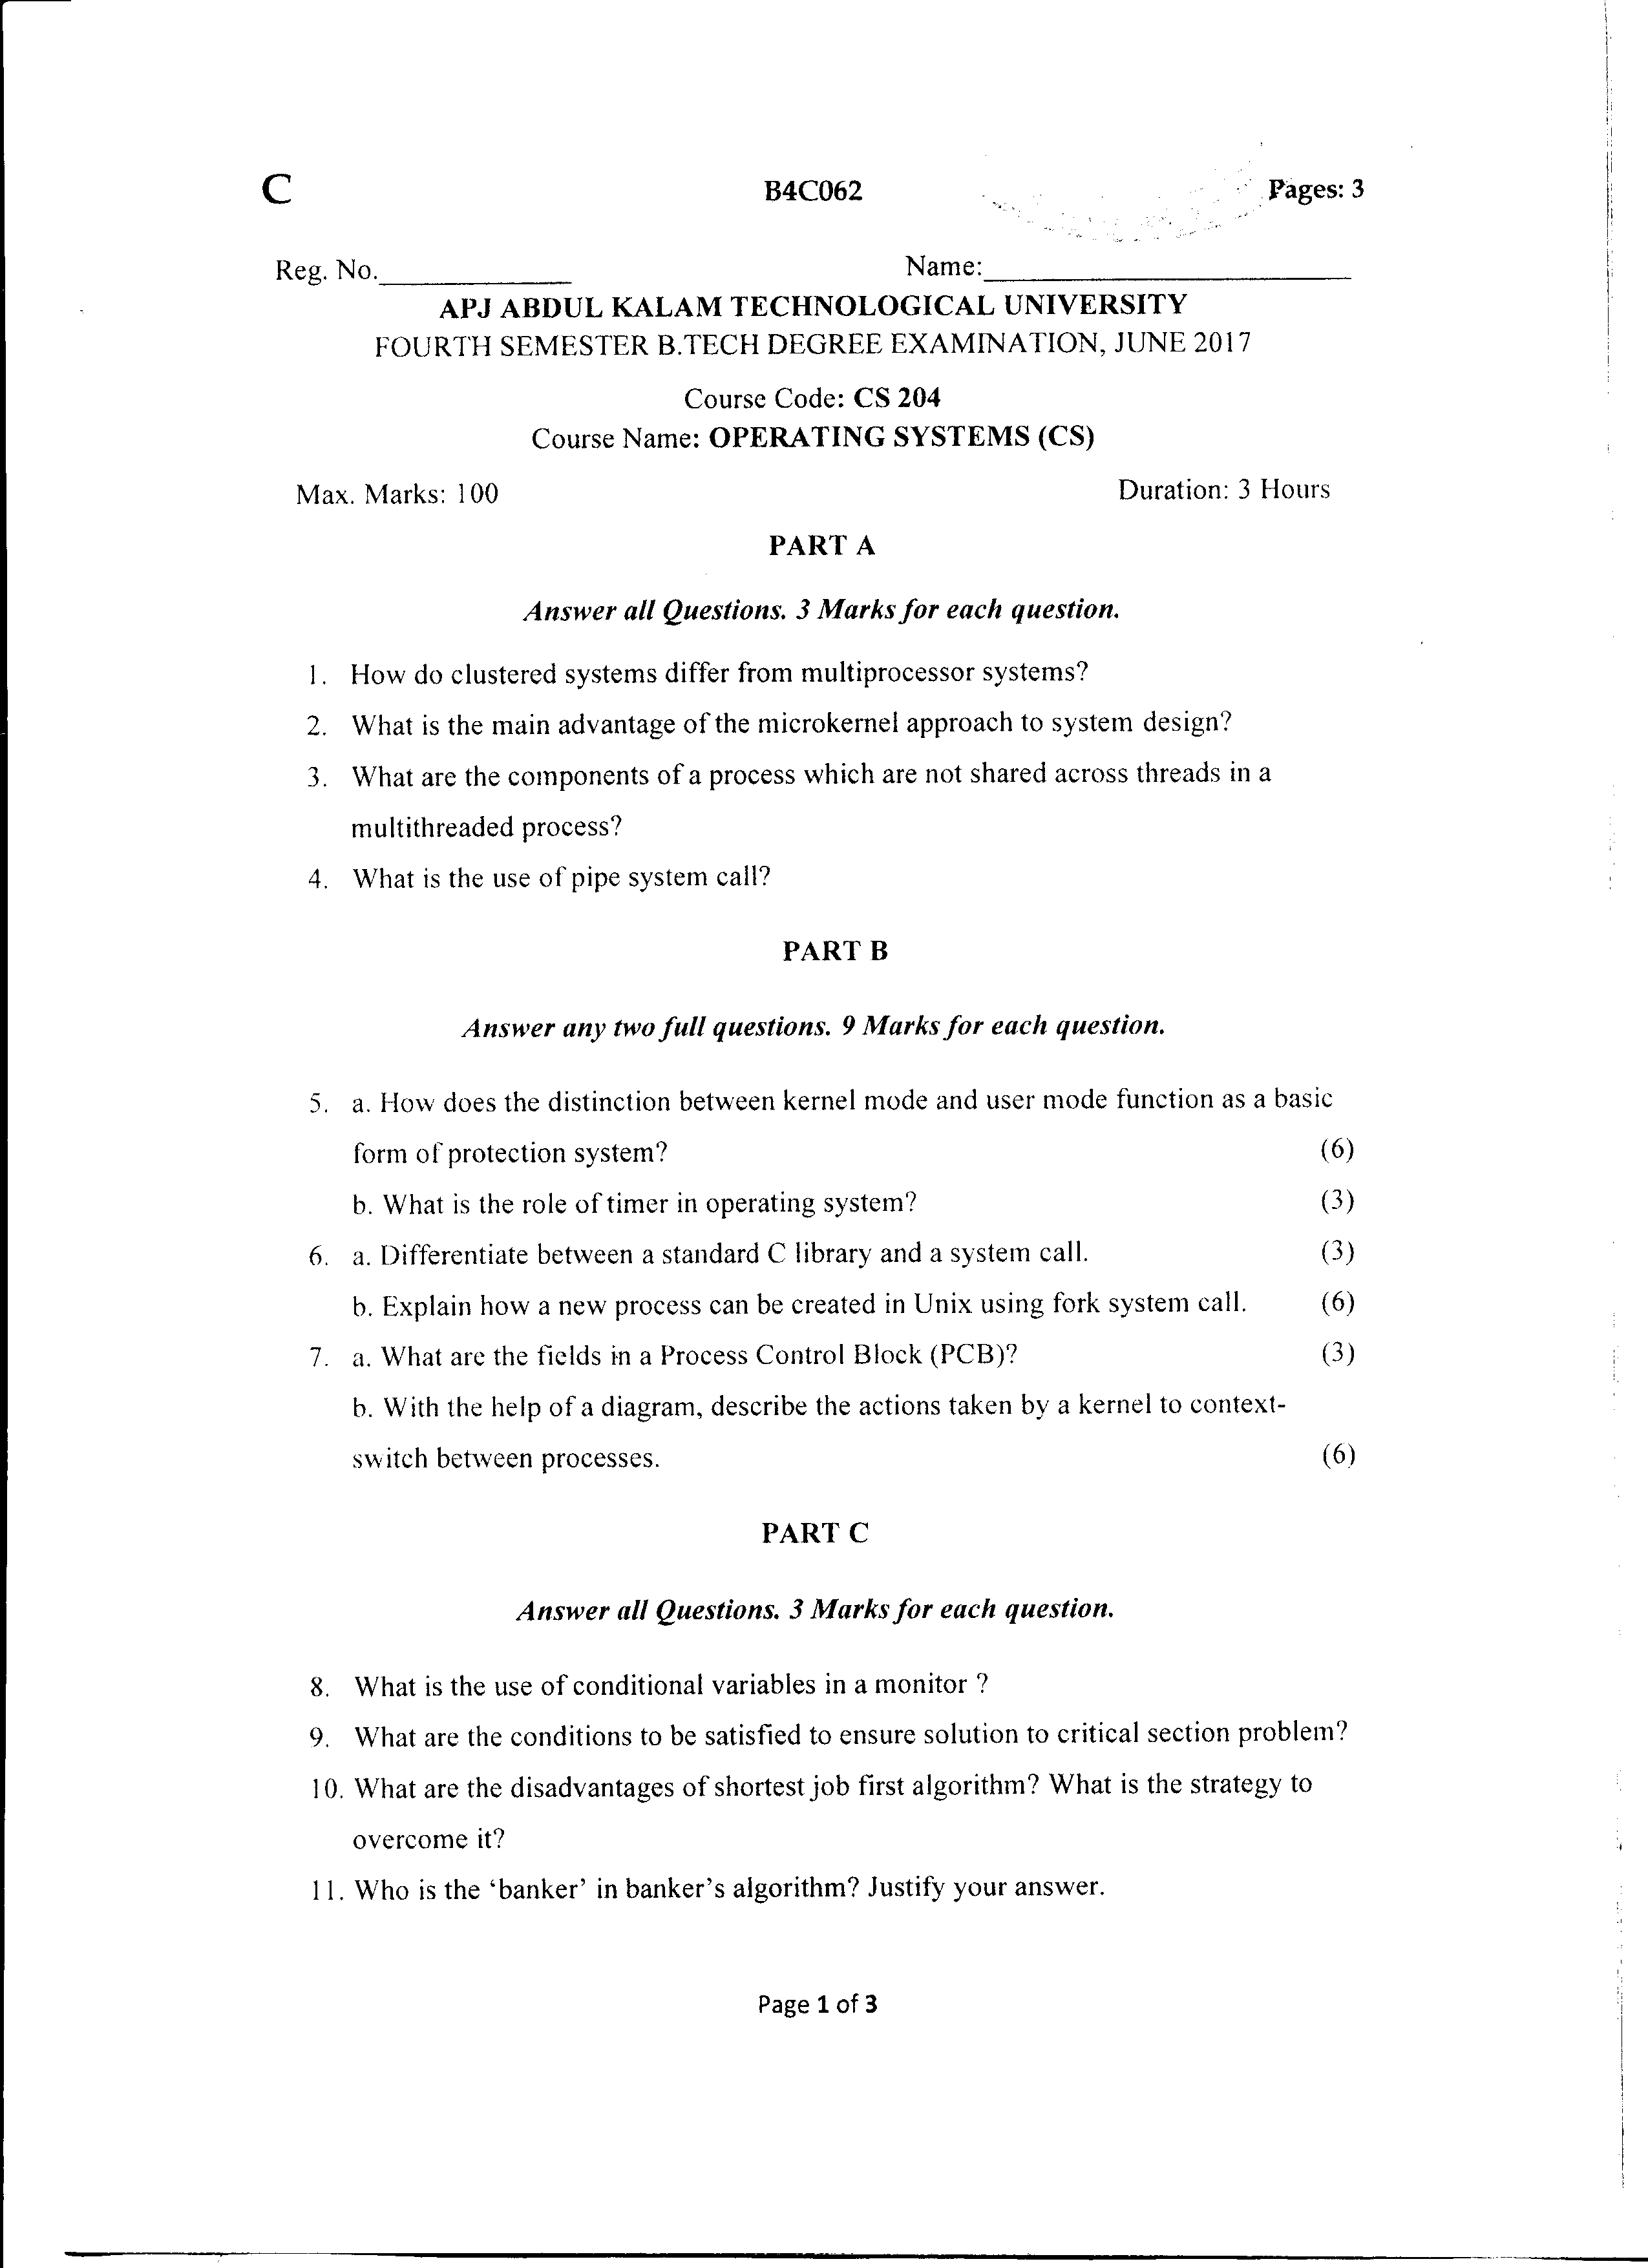 C B4C062 Pages: 3
Reg. No.______________ Name:___________________________
APJ ABDUL KALAM TECHNOLOGICAL UNIVERSITY
FOURTH SEMESTER B.TECH DEGREE EXAMINATION, JUNE 2017
Course Code: CS 204
Course Name: OPERATING SYSTEMS (CS)
Max. Marks: 100 Duration: 3 Hours
PART A
Answer all Questions. 3 Marks for each question.
1. How do clustered systems differ from multiprocessor systems?
2. What is the main advantage of the microkernel approach to system design?
3. What are the components of a process which are not shared across threads in a
multithreaded process?
4. What is the use of pipe system call?
PART B
Answer any two full questions. 9 Marks for each question.
5. a. How does the distinction between kernel mode and user mode function as a basic
form of protection system? (6)
b. What is the role of timer in operating system? (3)
6. a. Differentiate between a standard C library and a system call. (3)
b. Explain how a new process can be created in Unix using fork system call. (6)
7. a. What are the fields in a Process Control Block (PCB)? (3)
b. With the help of a diagram, describe the actions taken by a kernel to context-
switch between processes. (6)
PART C
Answer all Questions. 3 Marks for each question.
8. What is the use of conditional variables in a monitor ?
9. What are the conditions to be satisfied to ensure solution to critical section problem?
10. What are the disadvantages of shortest job first algorithm? What is the strategy to
overcome it?
11. Who is the ‘banker’ in banker’s algorithm? Justify your answer.
Page 1 of 3